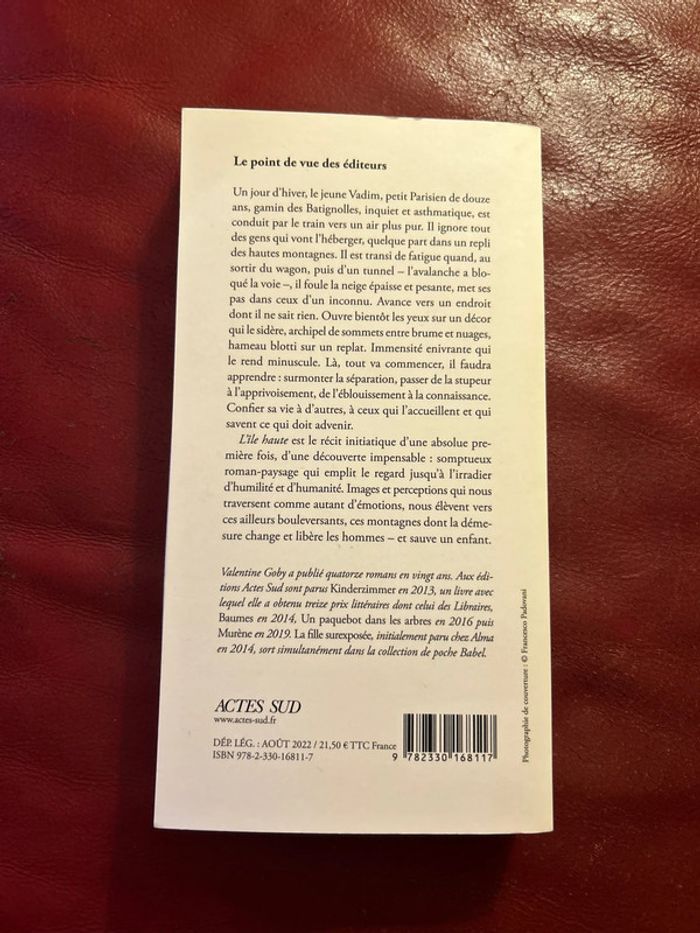 Le point de vue des éditeurs
Un jour d'hiver, le jeune Vadim, petit Parisien de douze
ans, gamin des Batignolles, inquiet et asthmatique, est
conduit par le train vers un air plus pur. Il ignore tout
des gens qui vont l'héberger, quelque part dans un repli
des hautes montagnes. Il est transi de fatigue quand, au
sortir du wagon, puis d'un tunnel – l'avalanche a blo-
qué la voie –, il foule la neige épaisse et pesante, met ses
pas dans ceux d'un inconnu. Avance vers un endroit
dont il ne sait rien. Ouvre bientôt les yeux sur un décor
qui le sidère, archipel de sommets entre brume et nuages,
hameau blotti sur un replat. Immensité enivrante qui
le rend minuscule. Là, tout va commencer, il faudra
apprendre : surmonter la séparation, passer de la stupeur
à l'apprivoisement, de l'éblouissement à la connaissance.
Confier sa vie à d'autres, à ceux qui l'accueillent et qui
savent ce qui doit advenir.
L'île haute est le récit initiatique d'une absolue pre-
mière fois, d'une découverte impensable : somptueux
roman-paysage qui emplit le regard jusqu'à l'irradier
d'humilité et d'humanité. Images et perceptions qui nous
traversent comme autant d'émotions, nous élèvent vers
ces ailleurs bouleversants, ces montagnes dont la déme-
sure change et libère les hommes – et sauve un enfant.
Valentine Goby a publié quatorze romans en vingt ans. Aux édi-
tions Actes Sud sont parus Kinderzimmer en 2013, un livre avec
lequel elle a obtenu treize prix littéraires dont celui des Libraires,
Baumes en 2014, Un paquebot dans les arbres en 2016 puis
Murène en 2019. La fille surexposée, initialement paru chez Alma
en 2014, sort simultanément dans la collection de poche Babel.
ACTES SUD
www.actes-sud.fr
DÉP. LÉG. : AOÛT 2022 / 21,50 € TTC France
ISBN 978-2-330-16811-7
9 782330 168117
Photographie de couverture : © Francesco Padovani